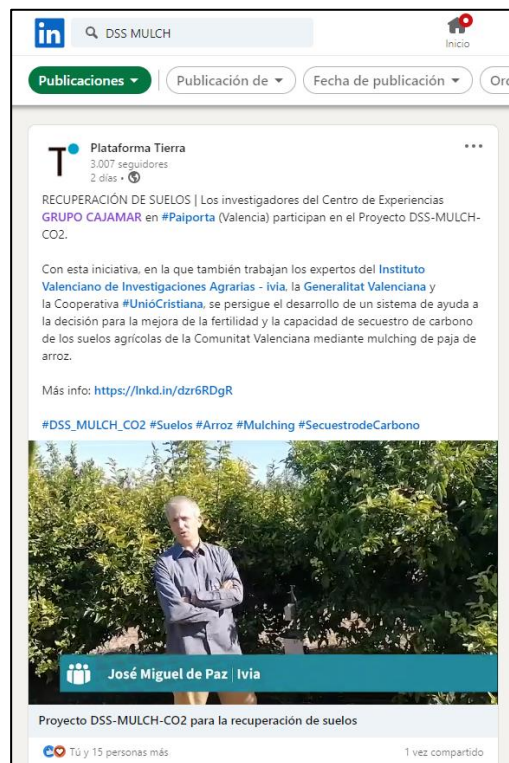 in DSS MULCH
Inicio
Publicaciones Publicación de Fecha de publicación Ord
T Plataforma Tierra
3.007 seguidores
2 días •
RECUPERACIÓN DE SUELOS | Los investigadores del Centro de Experiencias
GRUPO CAJAMAR en #Paiporta (Valencia) participan en el Proyecto DSS-MULCH-
CO2.
Con esta iniciativa, en la que también trabajan los expertos del Instituto
Valenciano de Investigaciones Agrarias - ivia, la Generalitat Valenciana y
la Cooperativa #UnióCristiana, se persigue el desarrollo de un sistema de ayuda a
la decisión para la mejora de la fertilidad y la capacidad de secuestro de carbono
de los suelos agrícolas de la Comunitat Valenciana mediante mulching de paja de
arroz.
Más info: https://lnkd.in/dzr6RDgR
#DSS_MULCH_CO2 #Suelos #Arroz #Mulching #SecuestrodeCarbono
José Miguel de Paz | Ivia
Proyecto DSS-MULCH-CO2 para la recuperación de suelos
Tú y 15 personas más 1 vez compartido